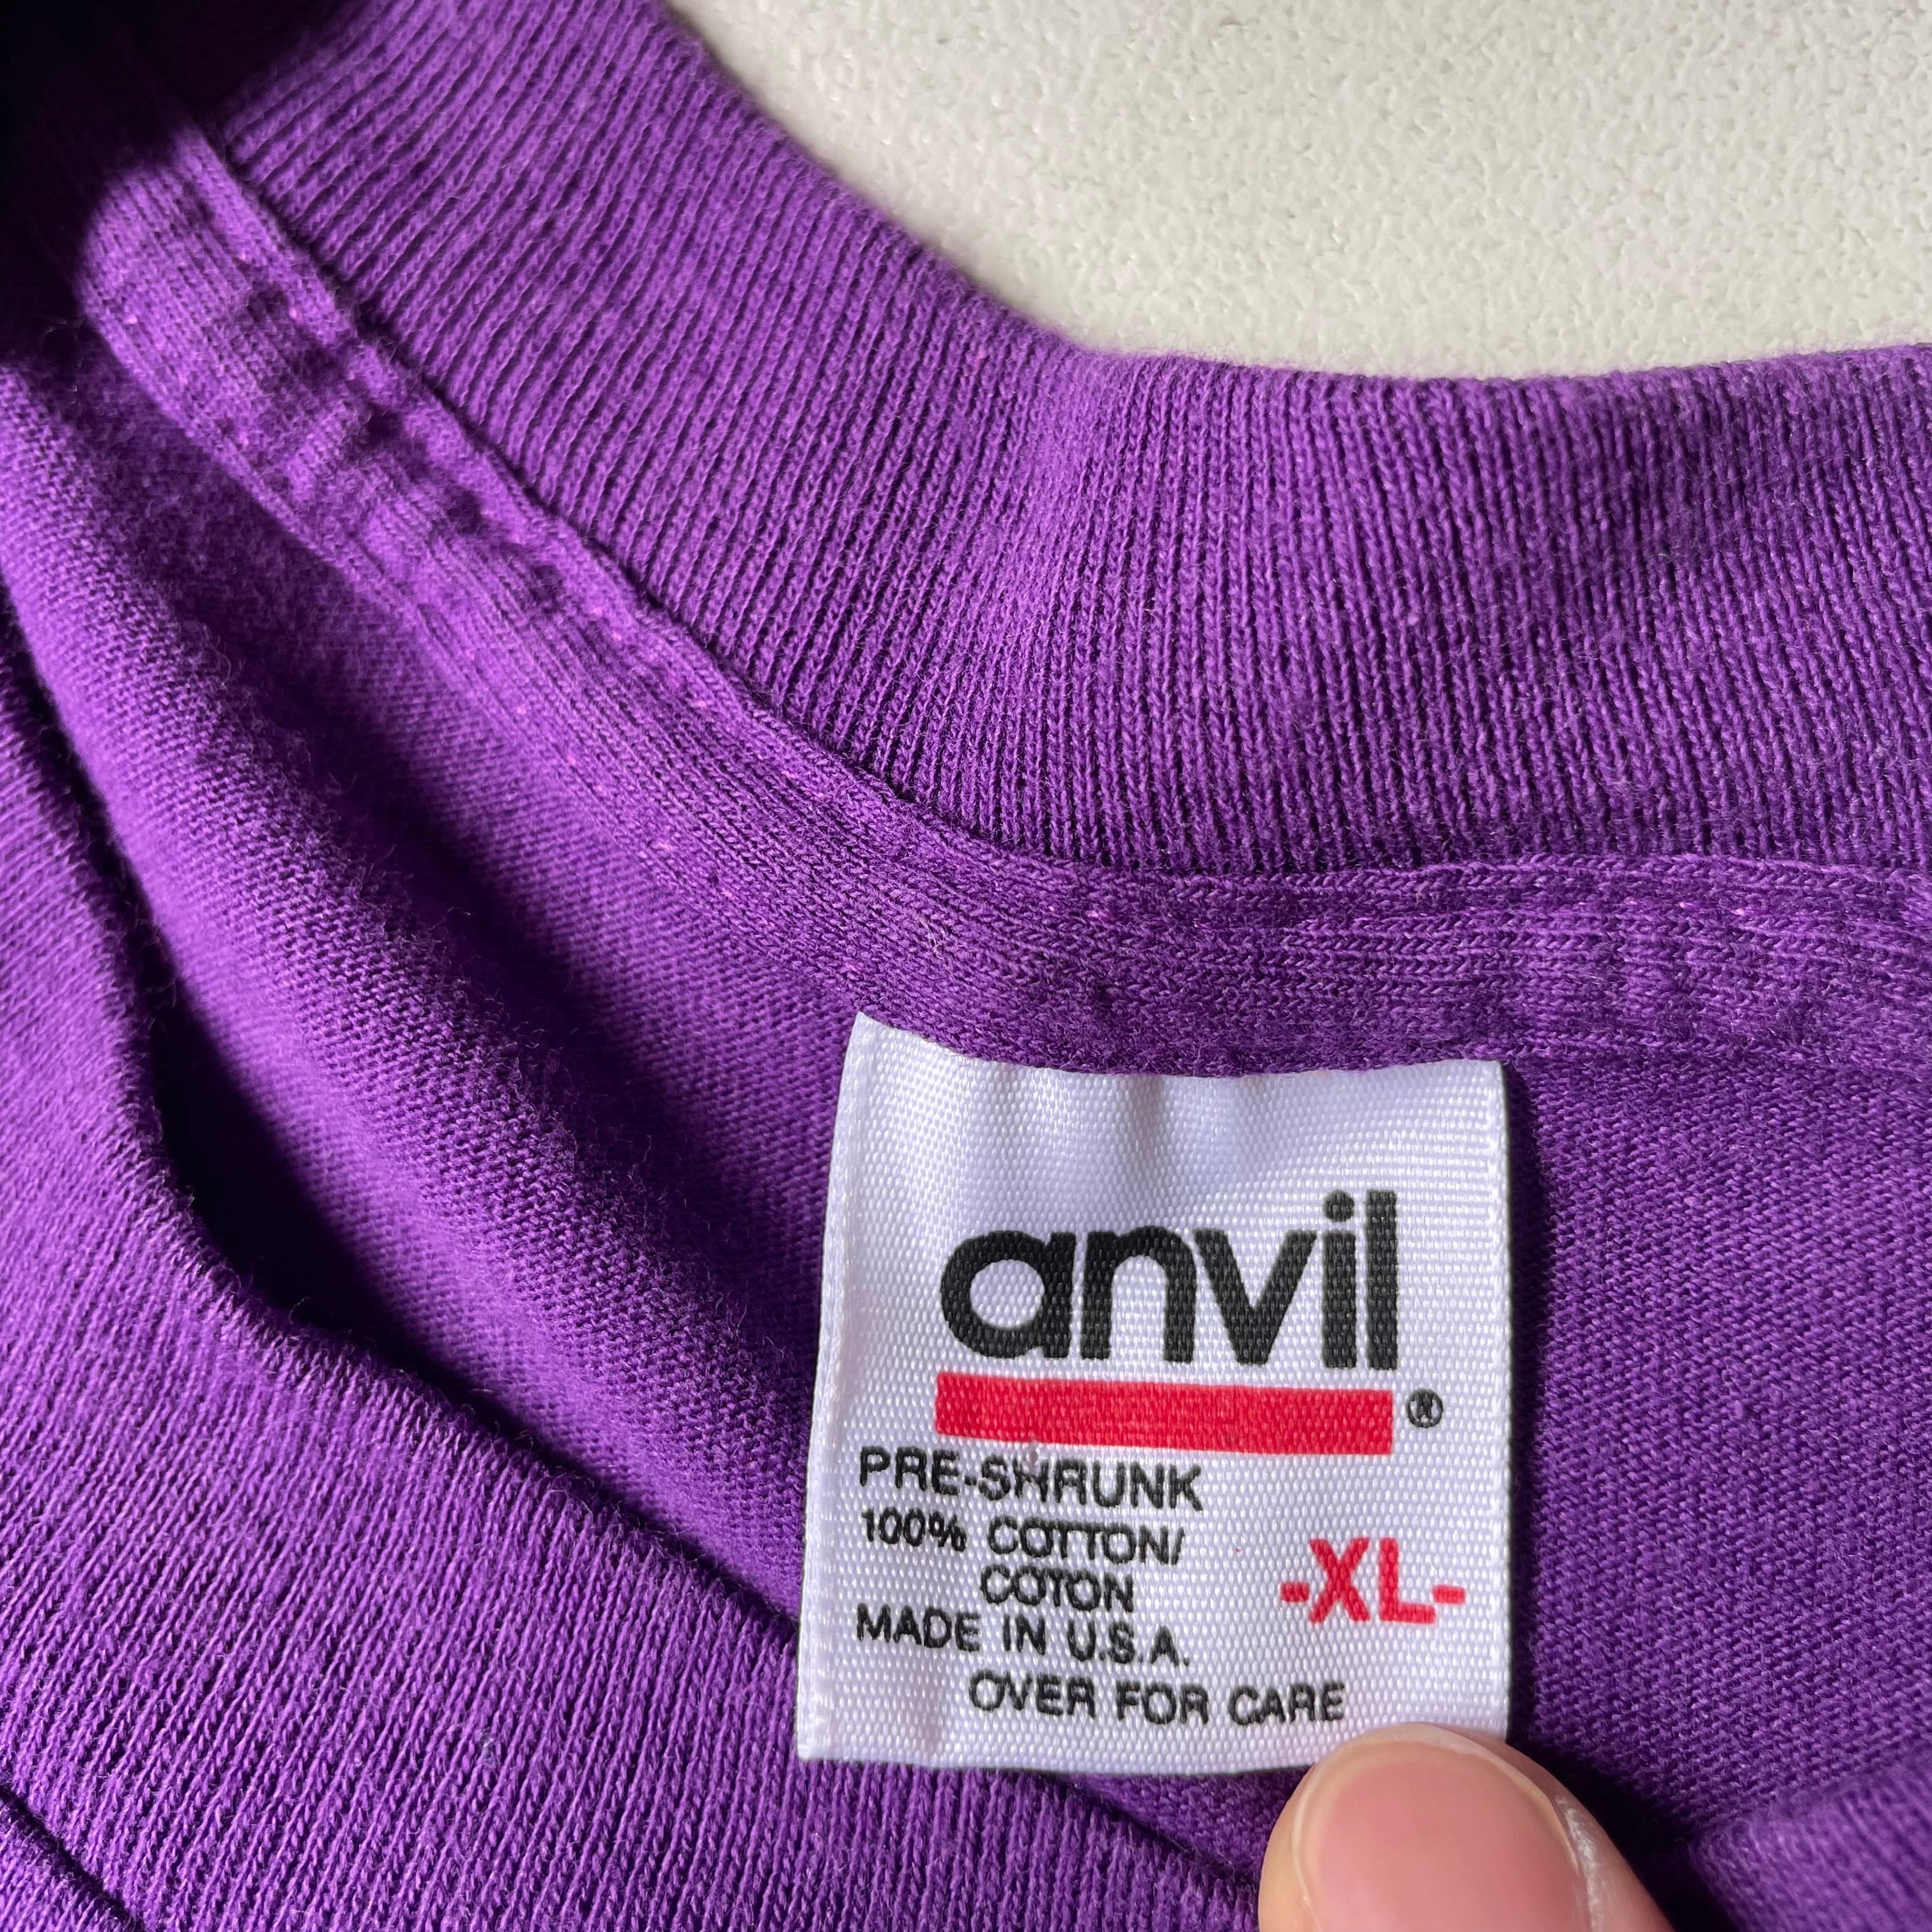 anvil®
PRE-SHRUNK
100% COTTON/
COTON
-XL-
MADE IN U.S.A.
OVER FOR CARE